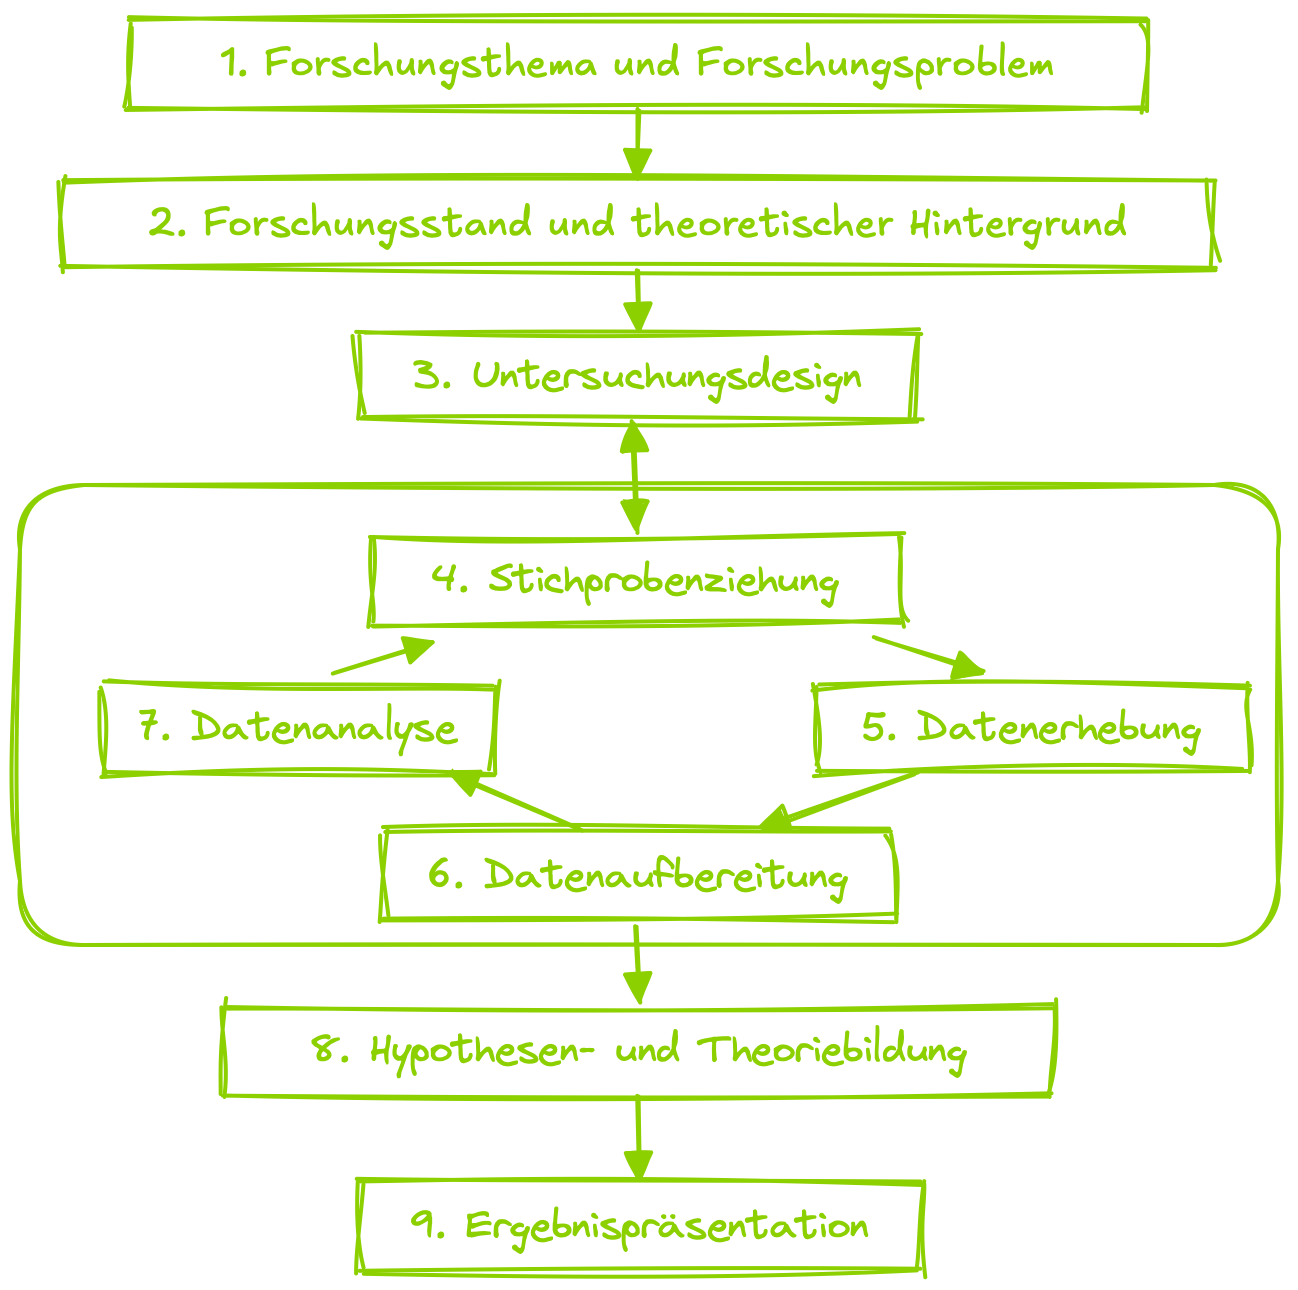 1. Forschungsthema und Forschungsproblem
2. Forschungsstand und theoretischer Hintergrund
3. Untersuchungsdesign
4. Stichprobenziehung
7. Datenanalyse
5. Datenerhebung
6. Datenaufbereitung
8. Hypothesen- und Theoriebildung
9. Ergebnispräsentation